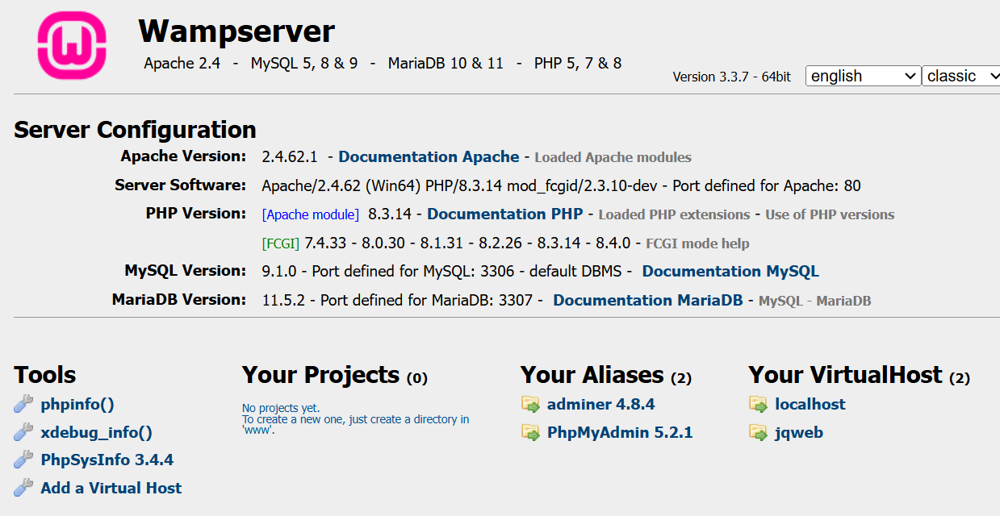 Wampserver
Apache 2.4 - MySQL 5, 8 & 9 - MariaDB 10 & 11 - PHP 5, 7 & 8
Version 3.3.7 - 64bit english classic
Server Configuration
Apache Version: 2.4.62.1 - Documentation Apache - Loaded Apache modules
Server Software: Apache/2.4.62 (Win64) PHP/8.3.14 mod_fcgid/2.3.10-dev - Port defined for Apache: 80
PHP Version: [Apache module] 8.3.14 - Documentation PHP - Loaded PHP extensions - Use of PHP versions
[FCGI] 7.4.33 - 8.0.30 - 8.1.31 - 8.2.26 - 8.3.14 - 8.4.0 - FCGI mode help
MySQL Version: 9.1.0 - Port defined for MySQL: 3306 - default DBMS - Documentation MySQL
MariaDB Version: 11.5.2 - Port defined for MariaDB: 3307 - Documentation MariaDB - MySQL - MariaDB
Tools
phpinfo()
xdebug_info()
PhpSysInfo 3.4.4
Add a Virtual Host
Your Projects (0)
No projects yet.
To create a new one, just create a directory in
'www'.
Your Aliases (2)
adminer 4.8.4
PhpMyAdmin 5.2.1
Your VirtualHost (2)
localhost
jqweb